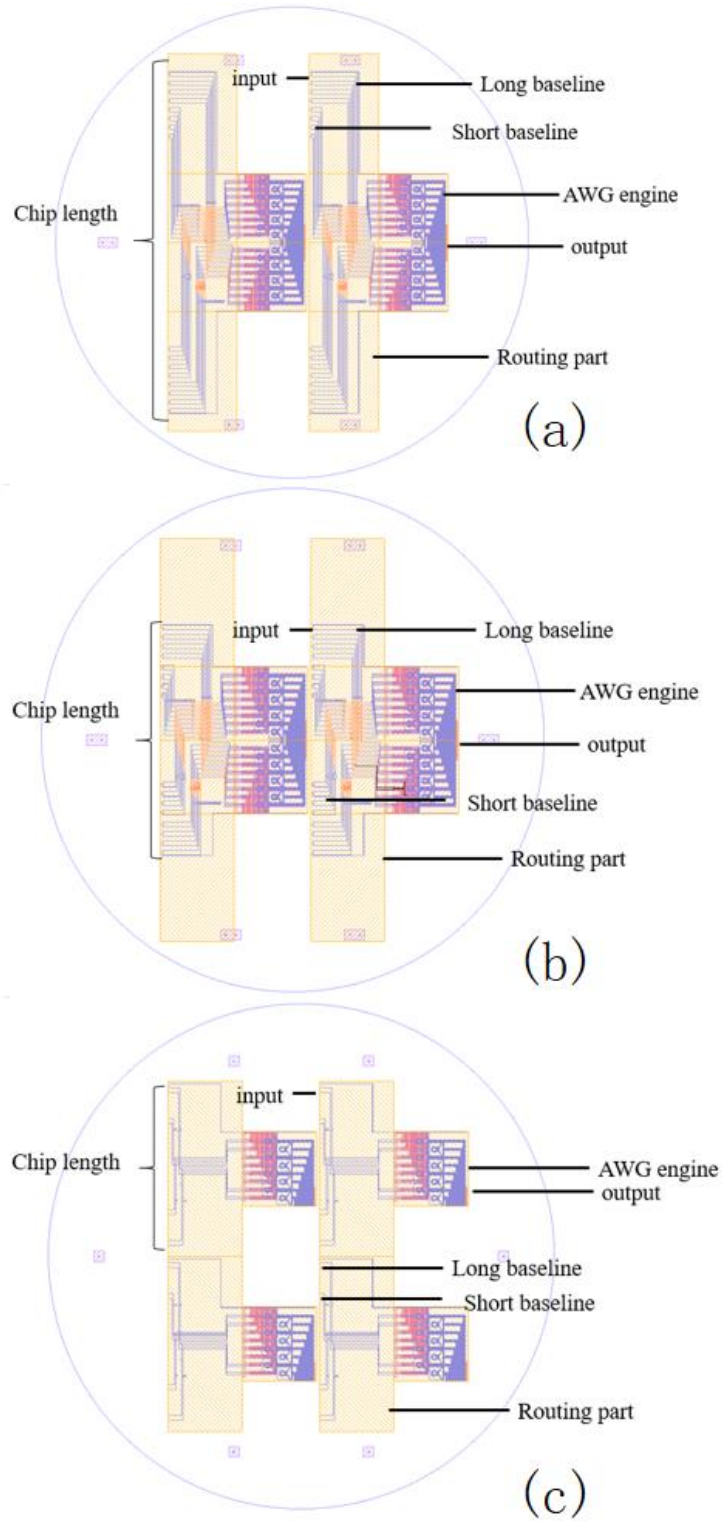 input
Long baseline
Short baseline
AWG engine
Chip length
output
Routing part
(a)
input
Long baseline
AWG engine
Chip length
output
Short baseline
Routing part
(b)
input
Chip length
AWG engine
output
Long baseline
Short baseline
Routing part
(c)